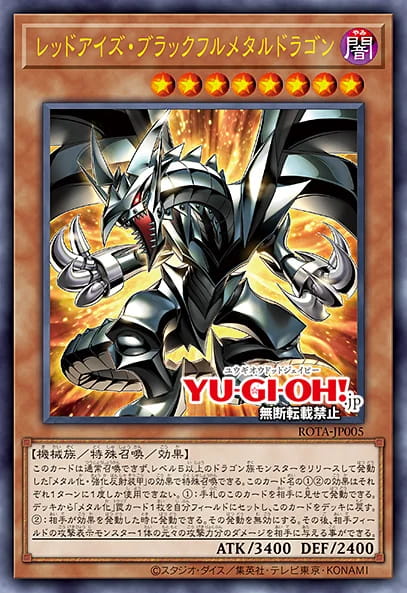 レッドアイズ・ブラックフルメタルドラゴン
やみ
闇
ユウギオウドットジェイピー
YU-GI-OH!.jp
無断転載禁止
ROTA-JP005
【機械族／特殊召喚／効果】
このカードは通常召喚できず、レベル５以上のドラゴン族モンスターをリリースして発動
した「メタル化・強化反射装甲」の効果で特殊召喚できる。このカード名の①②の効果はそ
れぞれ１ターンに１度しか使用できない。①：手札のこのカードを相手に見せて発動できる。
デッキから「メタル化」罠カード１枚を自分フィールドにセットし、このカードをデッキに戻す。
②：相手が効果を発動した時に発動できる。その発動を無効にする。その後、相手フィー
ルドの攻撃表示モンスター１体の元々の攻撃力分のダメージを相手に与える事ができる。
ATK/3400 DEF/2400
©スタジオ・ダイス／集英社・テレビ東京・KONAMI